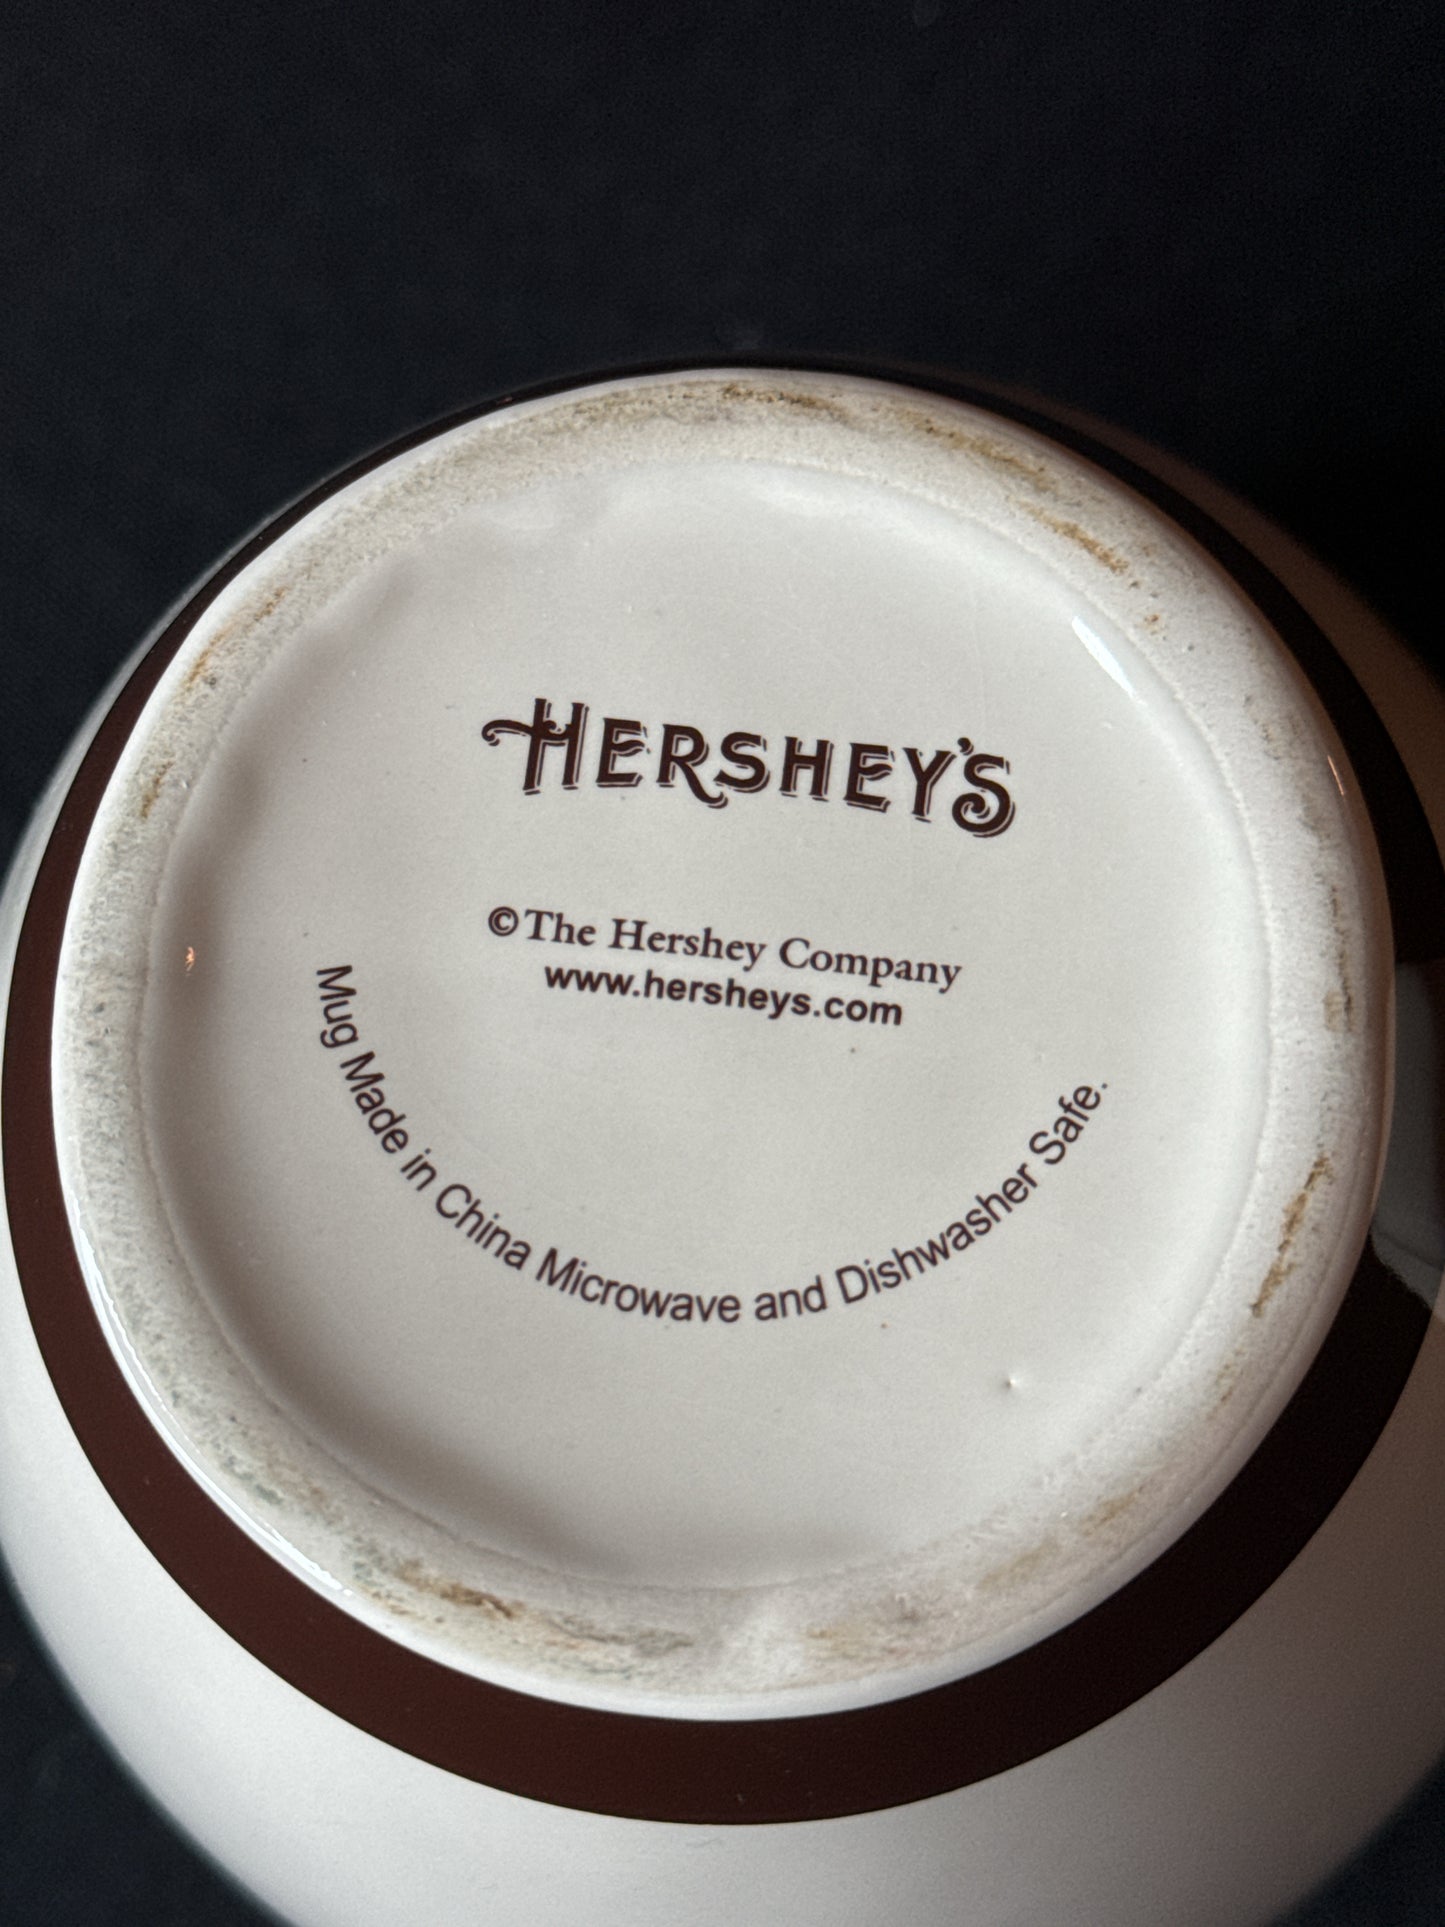 HERSHEY'S
©The Hershey Company
www.hersheys.com
Mug Made in China Microwave and Dishwasher Safe.